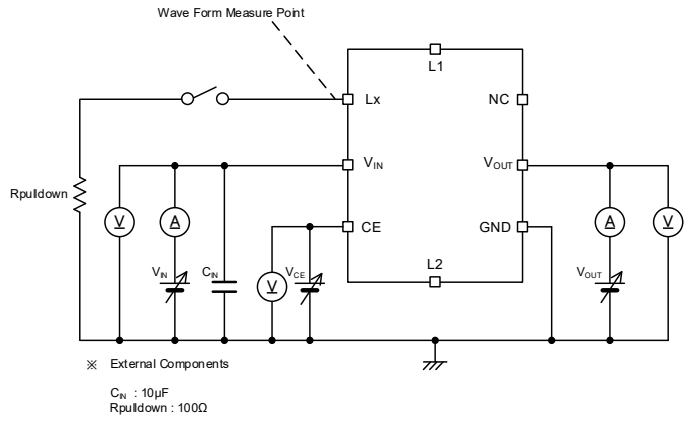 Wave Form Measure Point
L1
Lx
NC
VIN
VOUT
Rpulldown
V
A
CE
GND
A
V
L2
VIN
CIN
V
VCE
VOUT
※ External Components
CIN : 10μF
Rpulldown : 100Ω